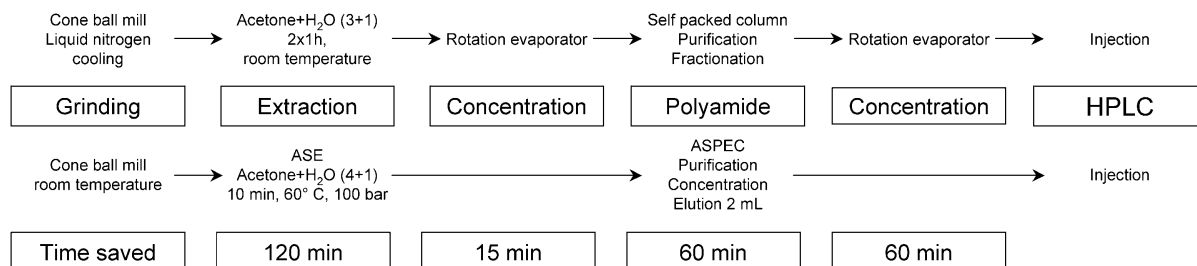 Cone ball mill
Liquid nitrogen
cooling
Acetone+H₂O (3+1)
2x1h,
room temperature
Rotation evaporator
Self packed column
Purification
Fractionation
Rotation evaporator
Injection
Grinding
Extraction
Concentration
Polyamide
Concentration
HPLC
Cone ball mill
room temperature
ASE
Acetone+H₂O (4+1)
10 min, 60° C, 100 bar
ASPEC
Purification
Concentration
Elution 2 mL
Injection
Time saved
120 min
15 min
60 min
60 min